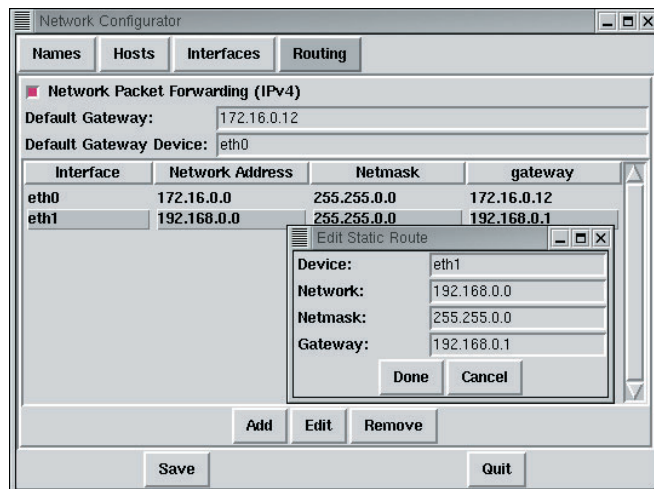 Network Configurator
Names Hosts Interfaces Routing
Network Packet Forwarding (IPv4)
Default Gateway: 172.16.0.12
Default Gateway Device: eth0
Interface Network Address Netmask gateway
eth0 172.16.0.0 255.255.0.0 172.16.0.12
eth1 192.168.0.0 255.255.0.0 192.168.0.1
Edit Static Route
Device: eth1
Network: 192.168.0.0
Netmask: 255.255.0.0
Gateway: 192.168.0.1
Done Cancel
Add Edit Remove
Save Quit